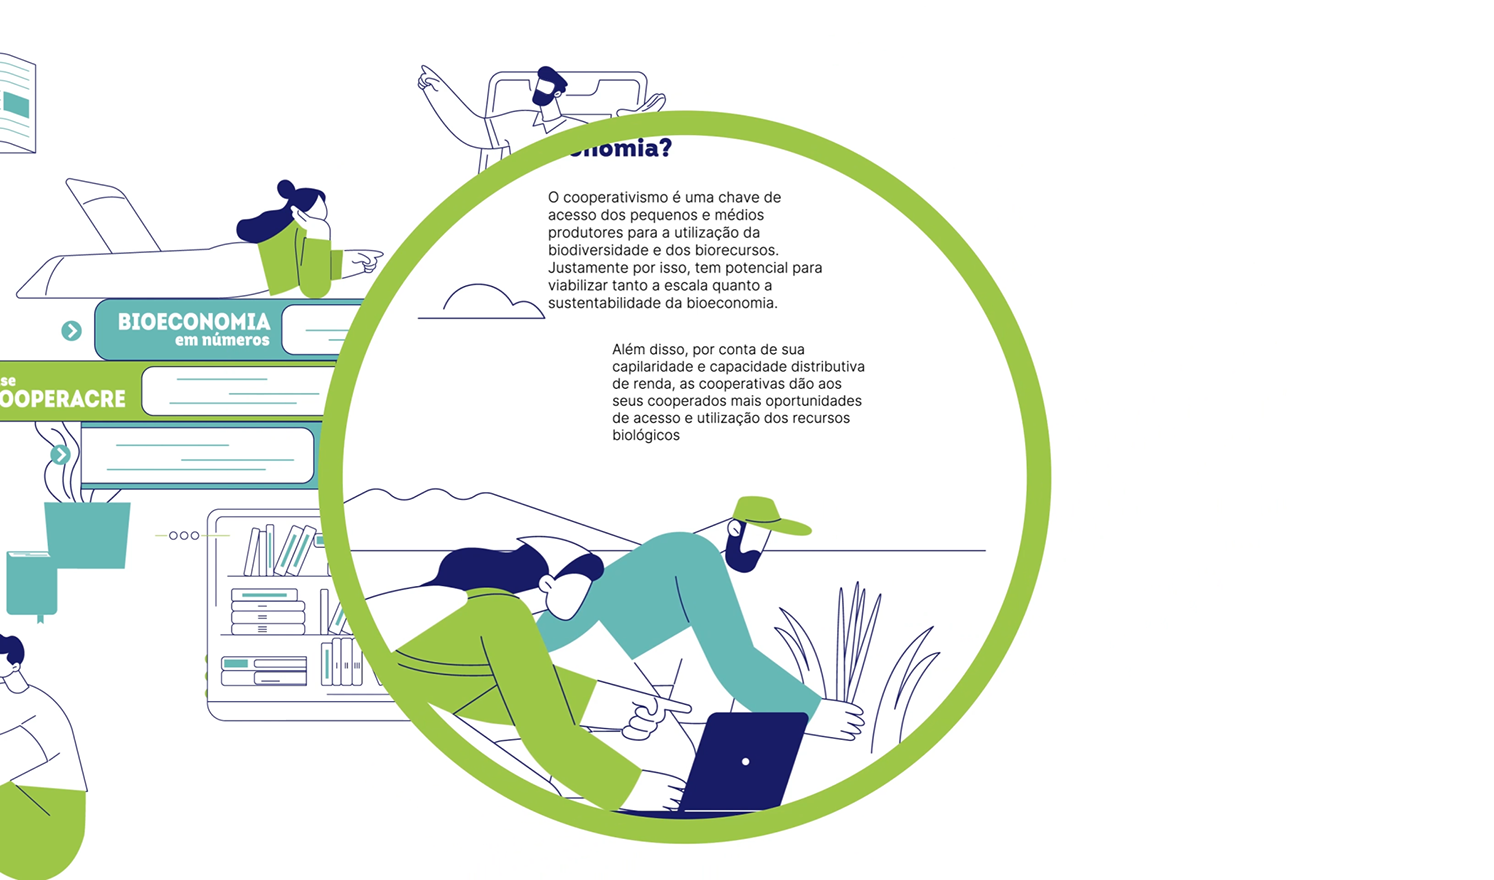 O cooperativismo é uma chave de
acesso dos pequenos e médios
produtores para a utilização da
biodiversidade e dos biorecursos.
Justamente por isso, tem potencial para
viabilizar tanto a escala quanto a
sustentabilidade da bioeconomia.
Além disso, por conta de sua
capilaridade e capacidade distributiva
de renda, as cooperativas dão aos
seus cooperados mais oportunidades
de acesso e utilização dos recursos
biológicos
BIOECONOMIA
em números
se
OOPERACRE